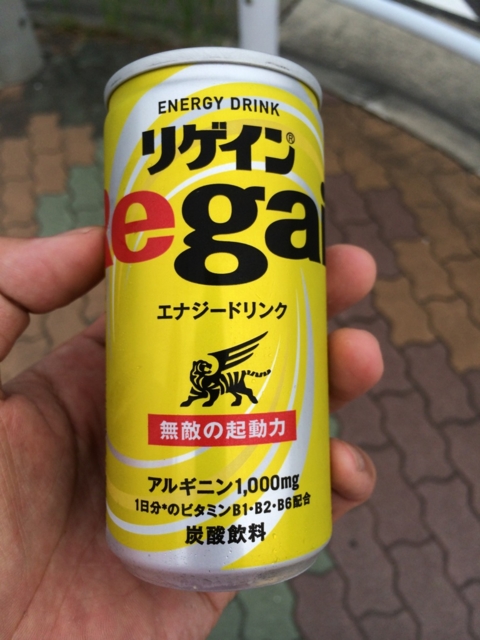 ENERGY DRINK
リゲイン®
Regai
エナジードリンク
無敵の起動力
アルギニン1,000mg
1日分*のビタミンB1・B2・B6配合
炭酸飲料